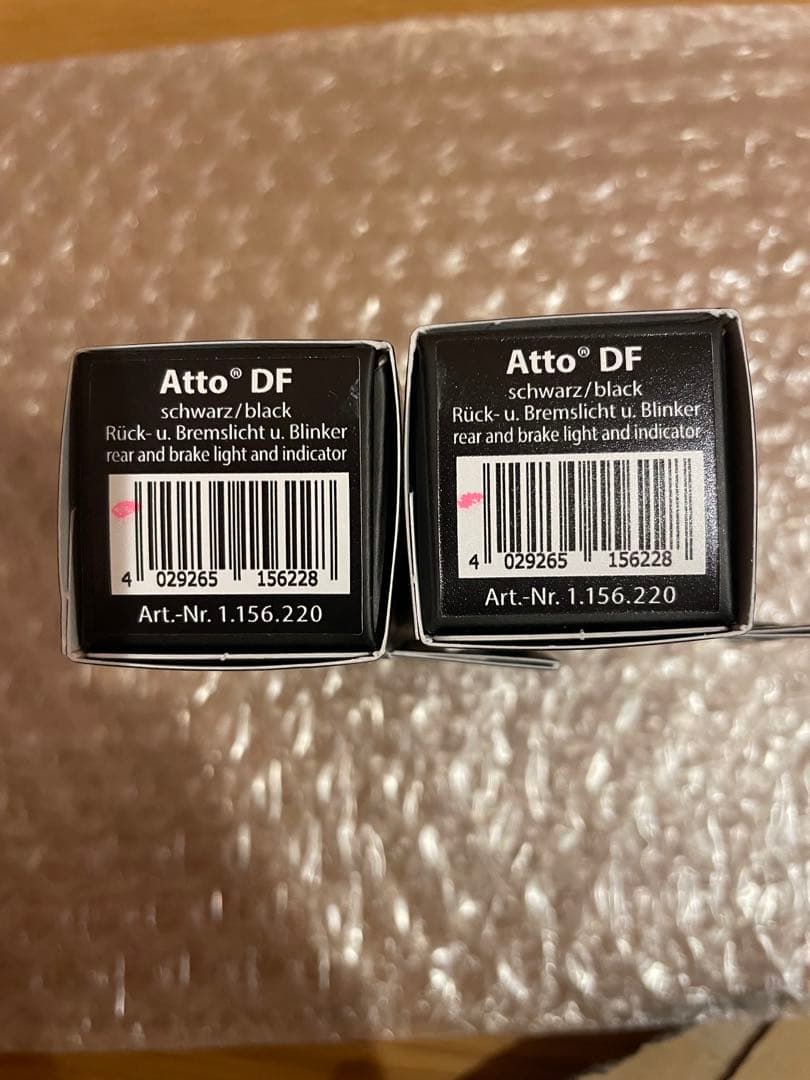 Atto® DF
schwarz/black
Rück- u. Bremslicht u. Blinker
rear and brake light and indicator
4 029265 156228
Art.-Nr. 1.156.220
Atto® DF
schwarz/black
Rück- u. Bremslicht u. Blinker
rear and brake light and indicator
4 029265 156228
Art.-Nr. 1.156.220